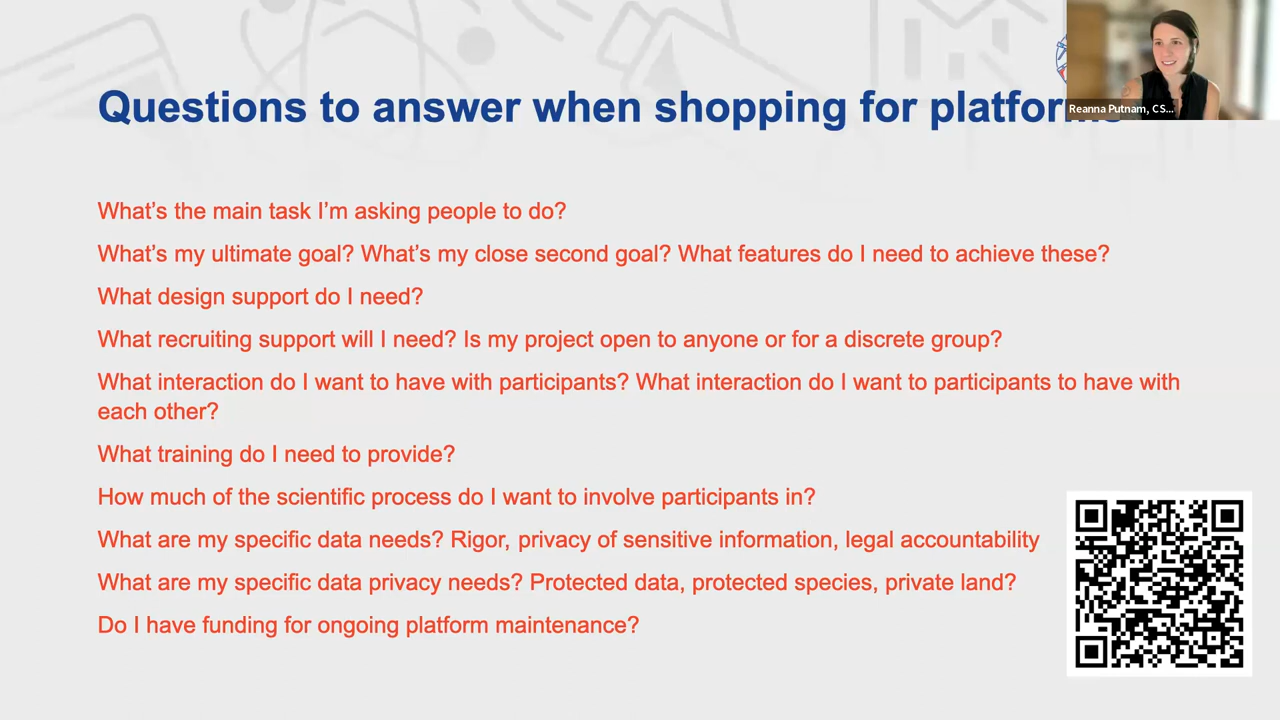 Questions to answer when shopping for platforms
Reanna Putnam, CS...
What's the main task I'm asking people to do?
What's my ultimate goal? What's my close second goal? What features do I need to achieve these?
What design support do I need?
What recruiting support will I need? Is my project open to anyone or for a discrete group?
What interaction do I want to have with participants? What interaction do I want to participants to have with
each other?
What training do I need to provide?
How much of the scientific process do I want to involve participants in?
What are my specific data needs? Rigor, privacy of sensitive information, legal accountability
What are my specific data privacy needs? Protected data, protected species, private land?
Do I have funding for ongoing platform maintenance?